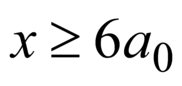 x ≥ 6a₀